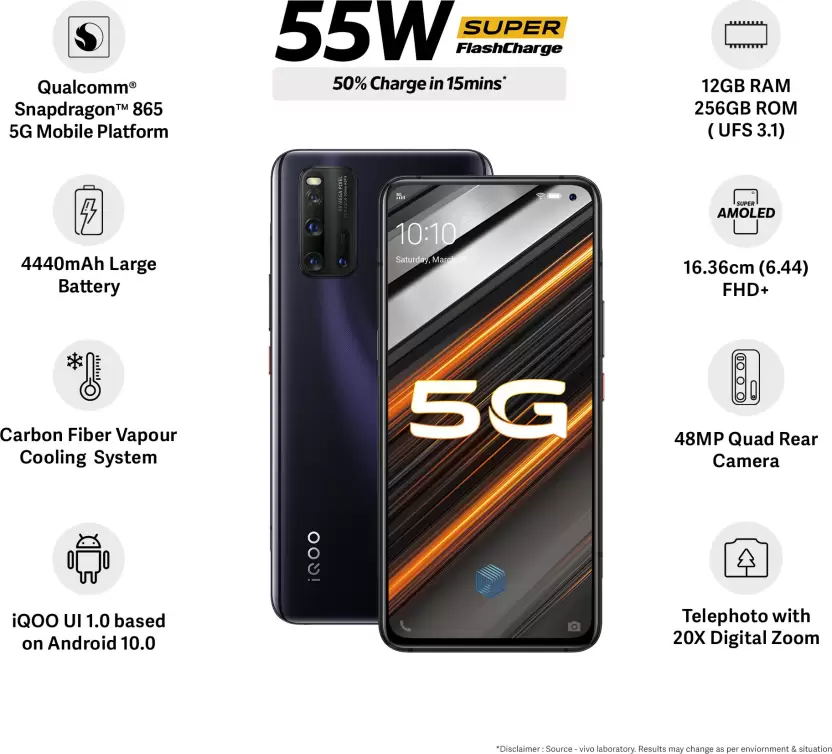 55W SUPER
FlashCharge
50% Charge in 15mins*
Qualcomm®
Snapdragon™ 865
5G Mobile Platform
4440mAh Large
Battery
Carbon Fiber Vapour
Cooling System
iQOO UI 1.0 based
on Android 10.0
iQOO
10:10
Saturday, March
5G
12GB RAM
256GB ROM
( UFS 3.1)
SUPER
AMOLED
16.36cm (6.44)
FHD+
48MP Quad Rear
Camera
Telephoto with
20X Digital Zoom
*Disclaimer : Source - vivo laboratory. Results may change as per enviornment & situation